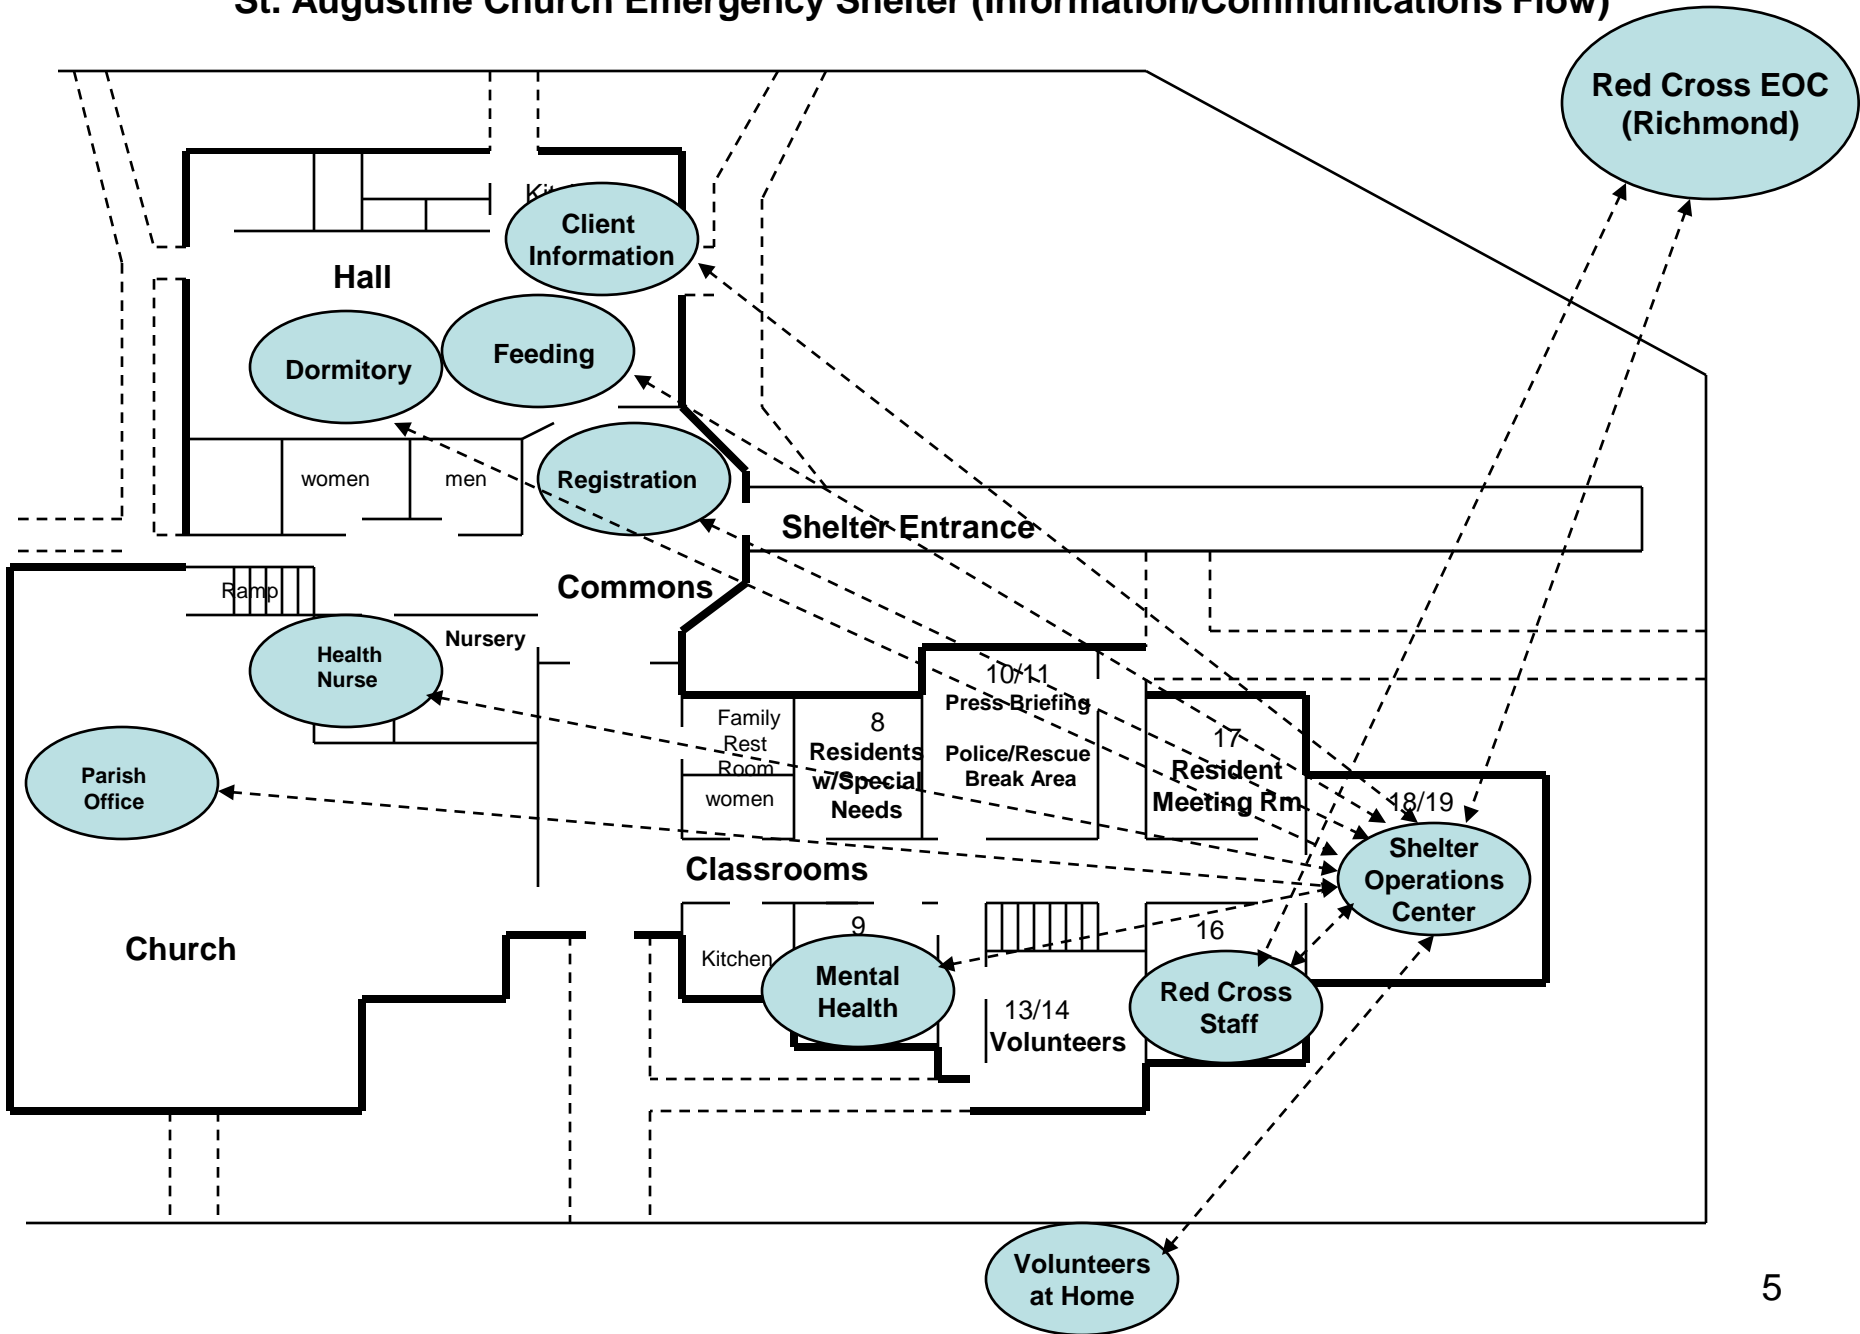 St. Augustine Church Emergency Shelter (Information/Communications Flow)
Red Cross EOC
(Richmond)
Client
Information
Hall
Feeding
Dormitory
women
men
Registration
Shelter Entrance
Commons
Ramp
Nursery
Health
Nurse
10/11
Press Briefing
Police/Rescue
Break Area
Family
Rest
Room
women
8
Residents
w/Special
Needs
17
Resident
Meeting Rm
18/19
Shelter
Operations
Center
Parish
Office
Classrooms
Church
9
Kitchen
Mental
Health
13/14
Volunteers
16
Red Cross
Staff
Volunteers
at Home
5